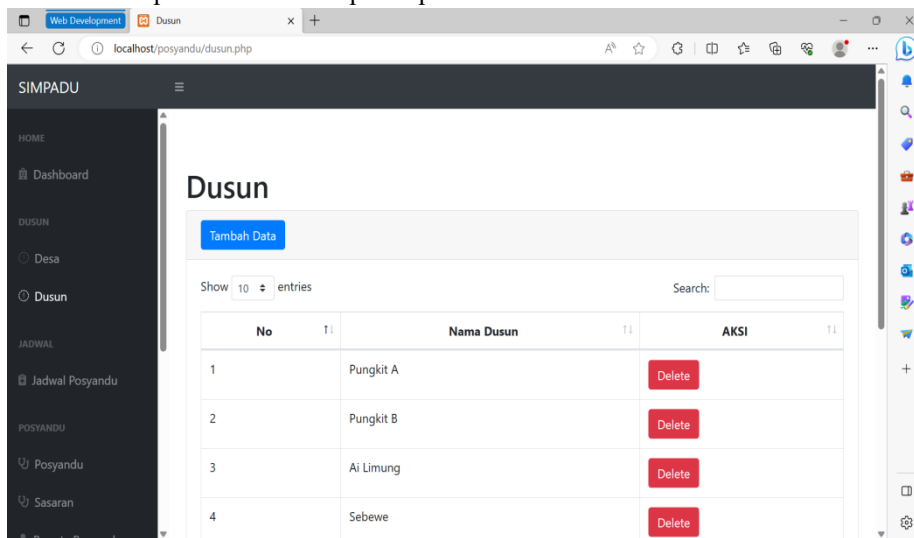 Web Development
Dusun
localhost/posyandu/dusun.php
SIMPADU
HOME
Dashboard
DUSUN
Desa
Dusun
JADWAL
Jadwal Posyandu
POSYANDU
Posyandu
Sasaran
Dusun
Tambah Data
Show 10 entries
Search:
No Nama Dusun AKSI
1 Pungkit A Delete
2 Pungkit B Delete
3 Ai Limung Delete
4 Sebewe Delete